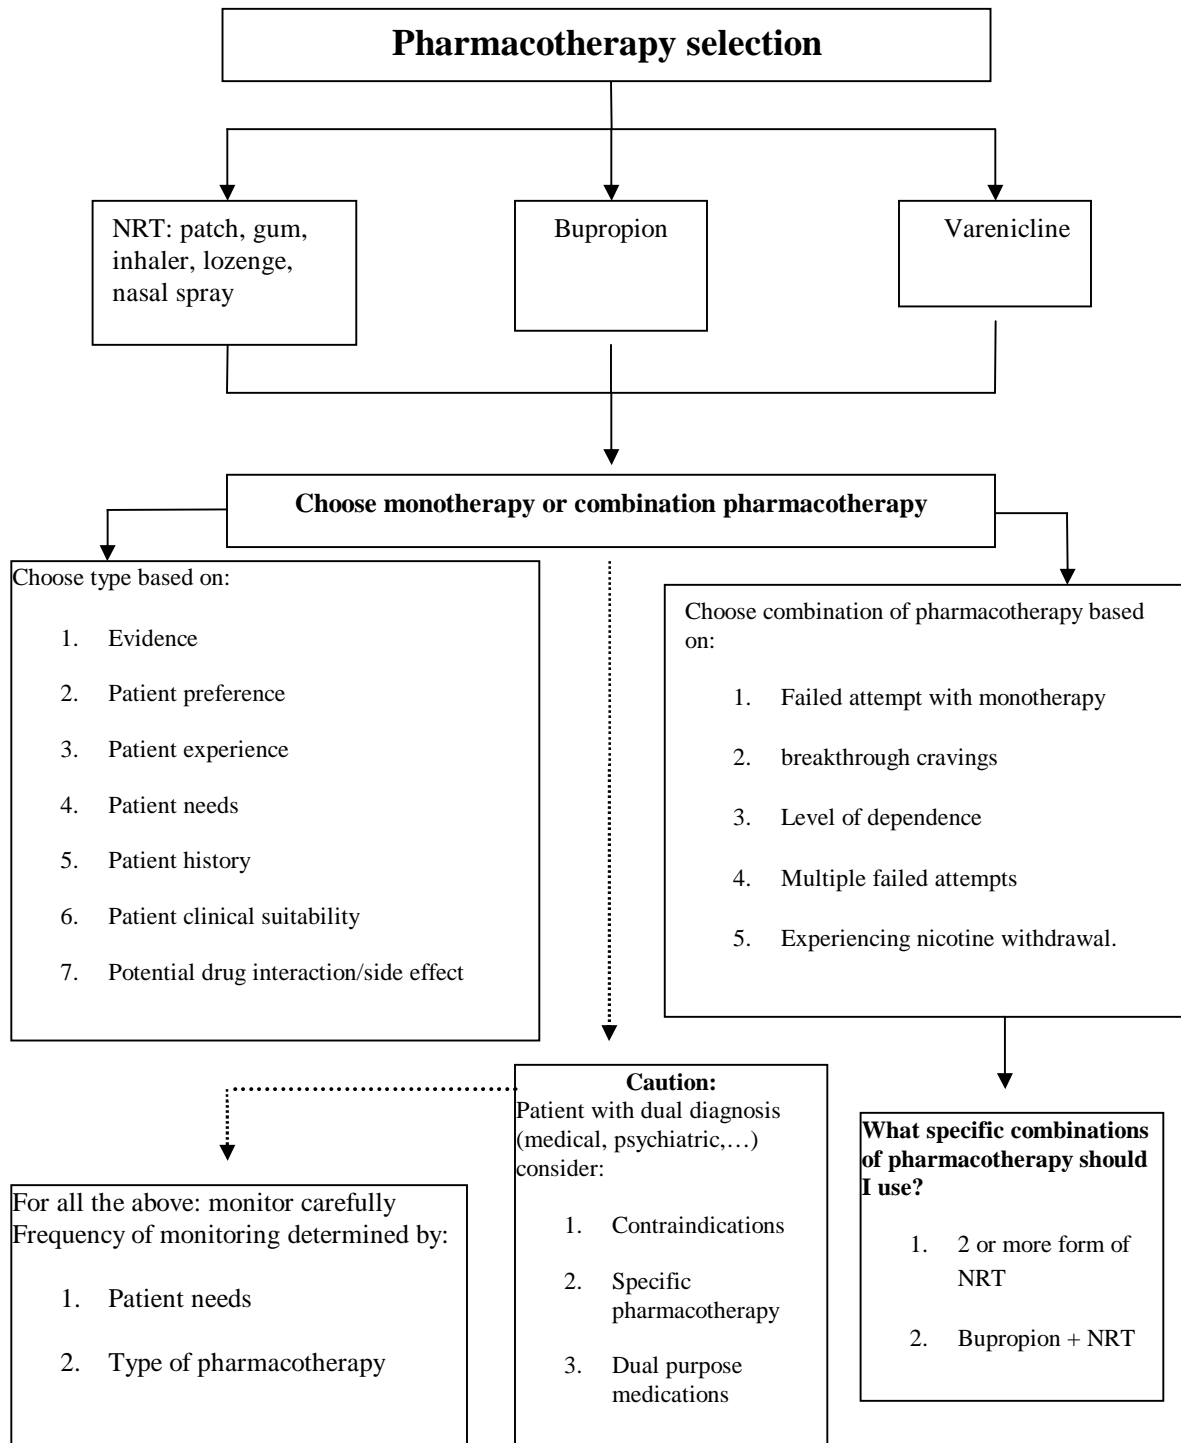 Pharmacotherapy selection
NRT: patch, gum,
inhaler, lozenge,
nasal spray
Bupropion
Varenicline
Choose monotherapy or combination pharmacotherapy
Choose type based on:
1. Evidence
2. Patient preference
3. Patient experience
4. Patient needs
5. Patient history
6. Patient clinical suitability
7. Potential drug interaction/side effect
Choose combination of pharmacotherapy based
on:
1. Failed attempt with monotherapy
2. breakthrough cravings
3. Level of dependence
4. Multiple failed attempts
5. Experiencing nicotine withdrawal.
For all the above: monitor carefully
Frequency of monitoring determined by:
1. Patient needs
2. Type of pharmacotherapy
Caution:
Patient with dual diagnosis
(medical, psychiatric,…)
consider:
1. Contraindications
2. Specific
pharmacotherapy
3. Dual purpose
medications
What specific combinations
of pharmacotherapy should
I use?
1. 2 or more form of
NRT
2. Bupropion + NRT